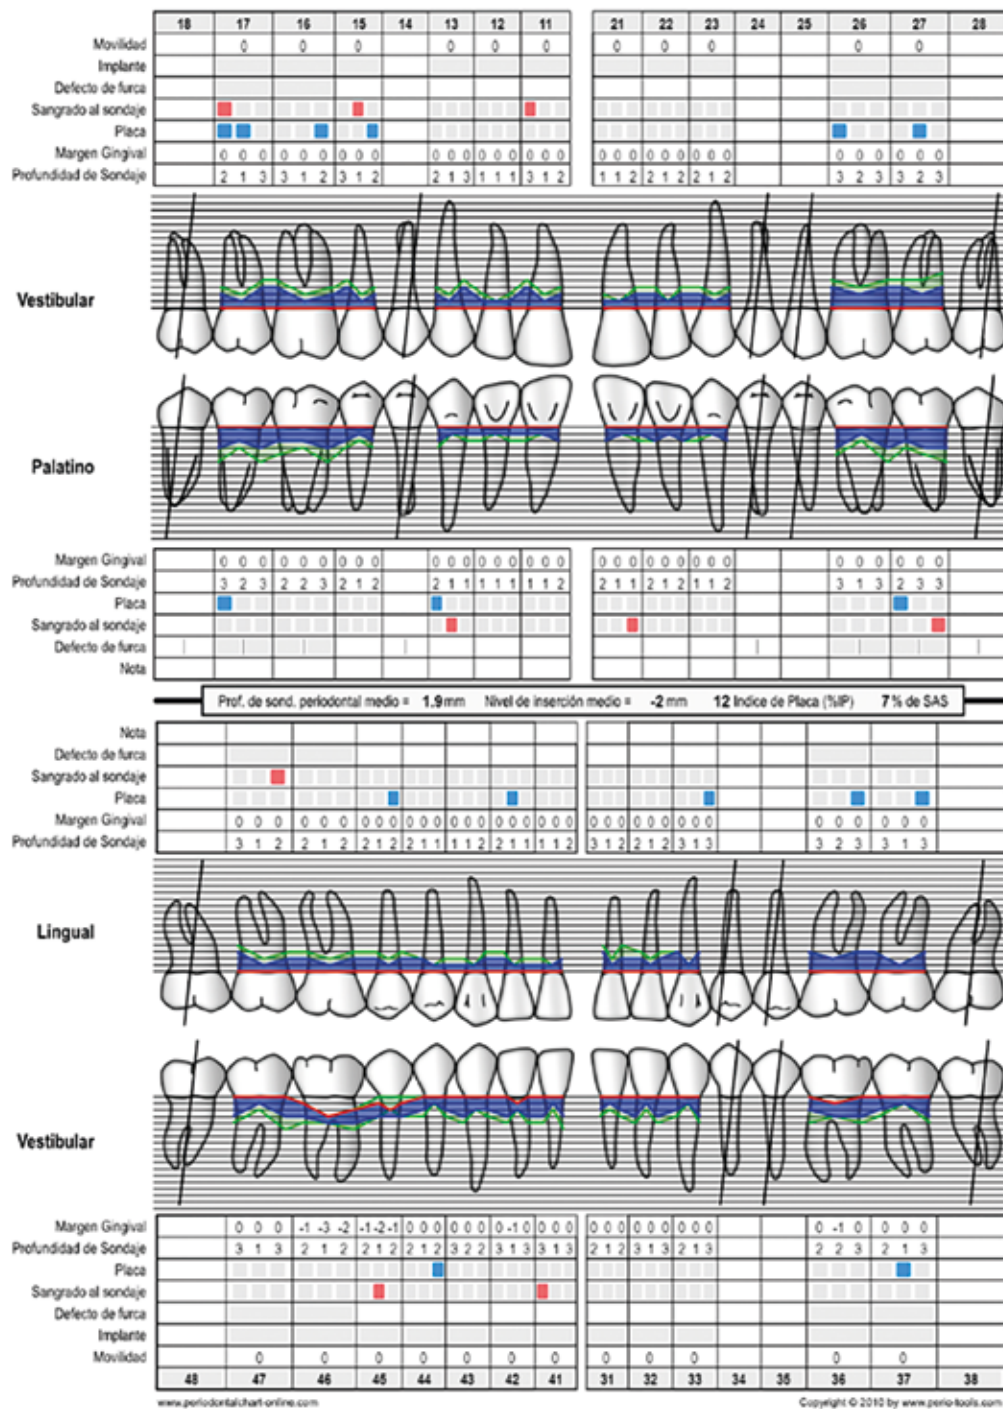 18 17 16 15 14 13 12 11 21 22 23 24 25 26 27 28
Movilidad 0 0 0 0 0 0 0 0 0 0 0
Implante
Defecto de furca
Sangrado al sondaje
Placa
Margen Gingival 0 0 0 0 0 0 0 0 0 0 0 0 0 0 0 0 0 0 0 0 0 0 0 0 0 0 0 0 0 0 0 0 0
Profundidad de Sondaje 2 1 3 3 1 2 3 1 2 2 1 3 1 1 1 3 1 2 1 1 2 2 1 2 2 1 2 3 2 3 3 2 3
Vestibular
Palatino
Margen Gingival 0 0 0 0 0 0 0 0 0 0 0 0 0 0 0 0 0 0 0 0 0 0 0 0 0 0 0 0 0 0 0 0 0
Profundidad de Sondaje 3 2 3 2 2 3 2 1 2 2 1 1 1 1 1 1 1 2 2 1 1 2 1 2 1 1 2 3 1 3 2 3 3
Placa
Sangrado al sondaje
Defecto de furca
Nota
Prof. de sond. periodontal medio = 1.9 mm Nivel de inserción medio = -2 mm 12 Indice de Placa (%IP) 7 % de SAS
Nota
Defecto de furca
Sangrado al sondaje
Placa
Margen Gingival 0 0 0 0 0 0 0 0 0 0 0 0 0 0 0 0 0 0 0 0 0 0 0 0 0 0 0 0 0 0 0 0 0 0 0 0
Profundidad de Sondaje 3 1 2 2 1 2 2 1 2 2 1 1 1 1 2 2 1 1 1 1 2 3 1 2 2 1 2 3 1 3 3 2 3 3 2 3
Lingual
Vestibular
Margen Gingival 0 0 0 -1 -3 -2 -1 -2 -1 0 0 0 0 0 0 0 -1 0 0 0 0 0 0 0 0 0 0 0 0 0 0 -1 0 0 0 0
Profundidad de Sondaje 3 1 3 2 1 2 2 1 2 2 1 2 3 2 2 3 1 3 3 1 3 2 1 2 3 1 3 2 1 3 2 2 3 2 1 3
Placa
Sangrado al sondaje
Defecto de furca
Implante
Movilidad 0 0 0 0 0 0 0 0 0 0 0 0
48 47 46 45 44 43 42 41 31 32 33 34 35 36 37 38
www.periodontalchart-online.com Copyright © 2010 by www.perio-tools.com